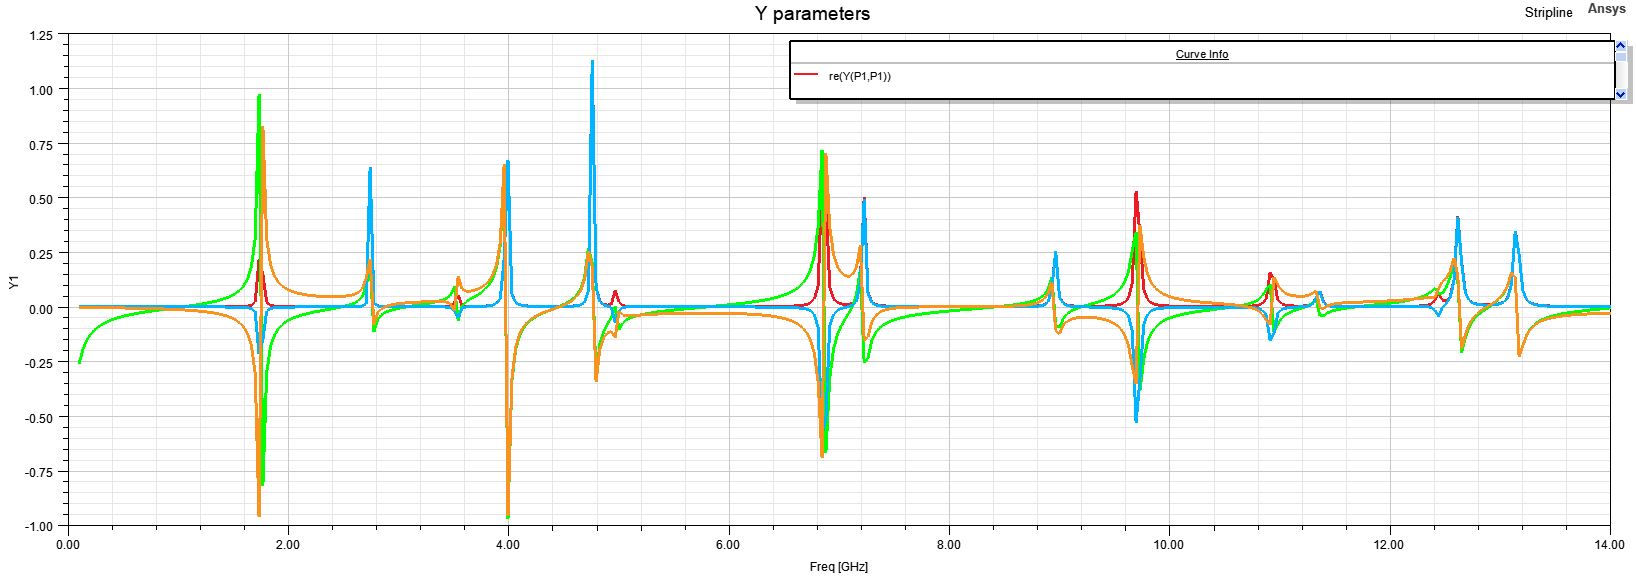 Y parameters
Stripline
Ansys
Curve Info
re(Y(P1,P1))
Y1
1.25
1.00
0.75
0.50
0.25
0.00
-0.25
-0.50
-0.75
-1.00
0.00 2.00 4.00 6.00 8.00 10.00 12.00 14.00
Freq [GHz]